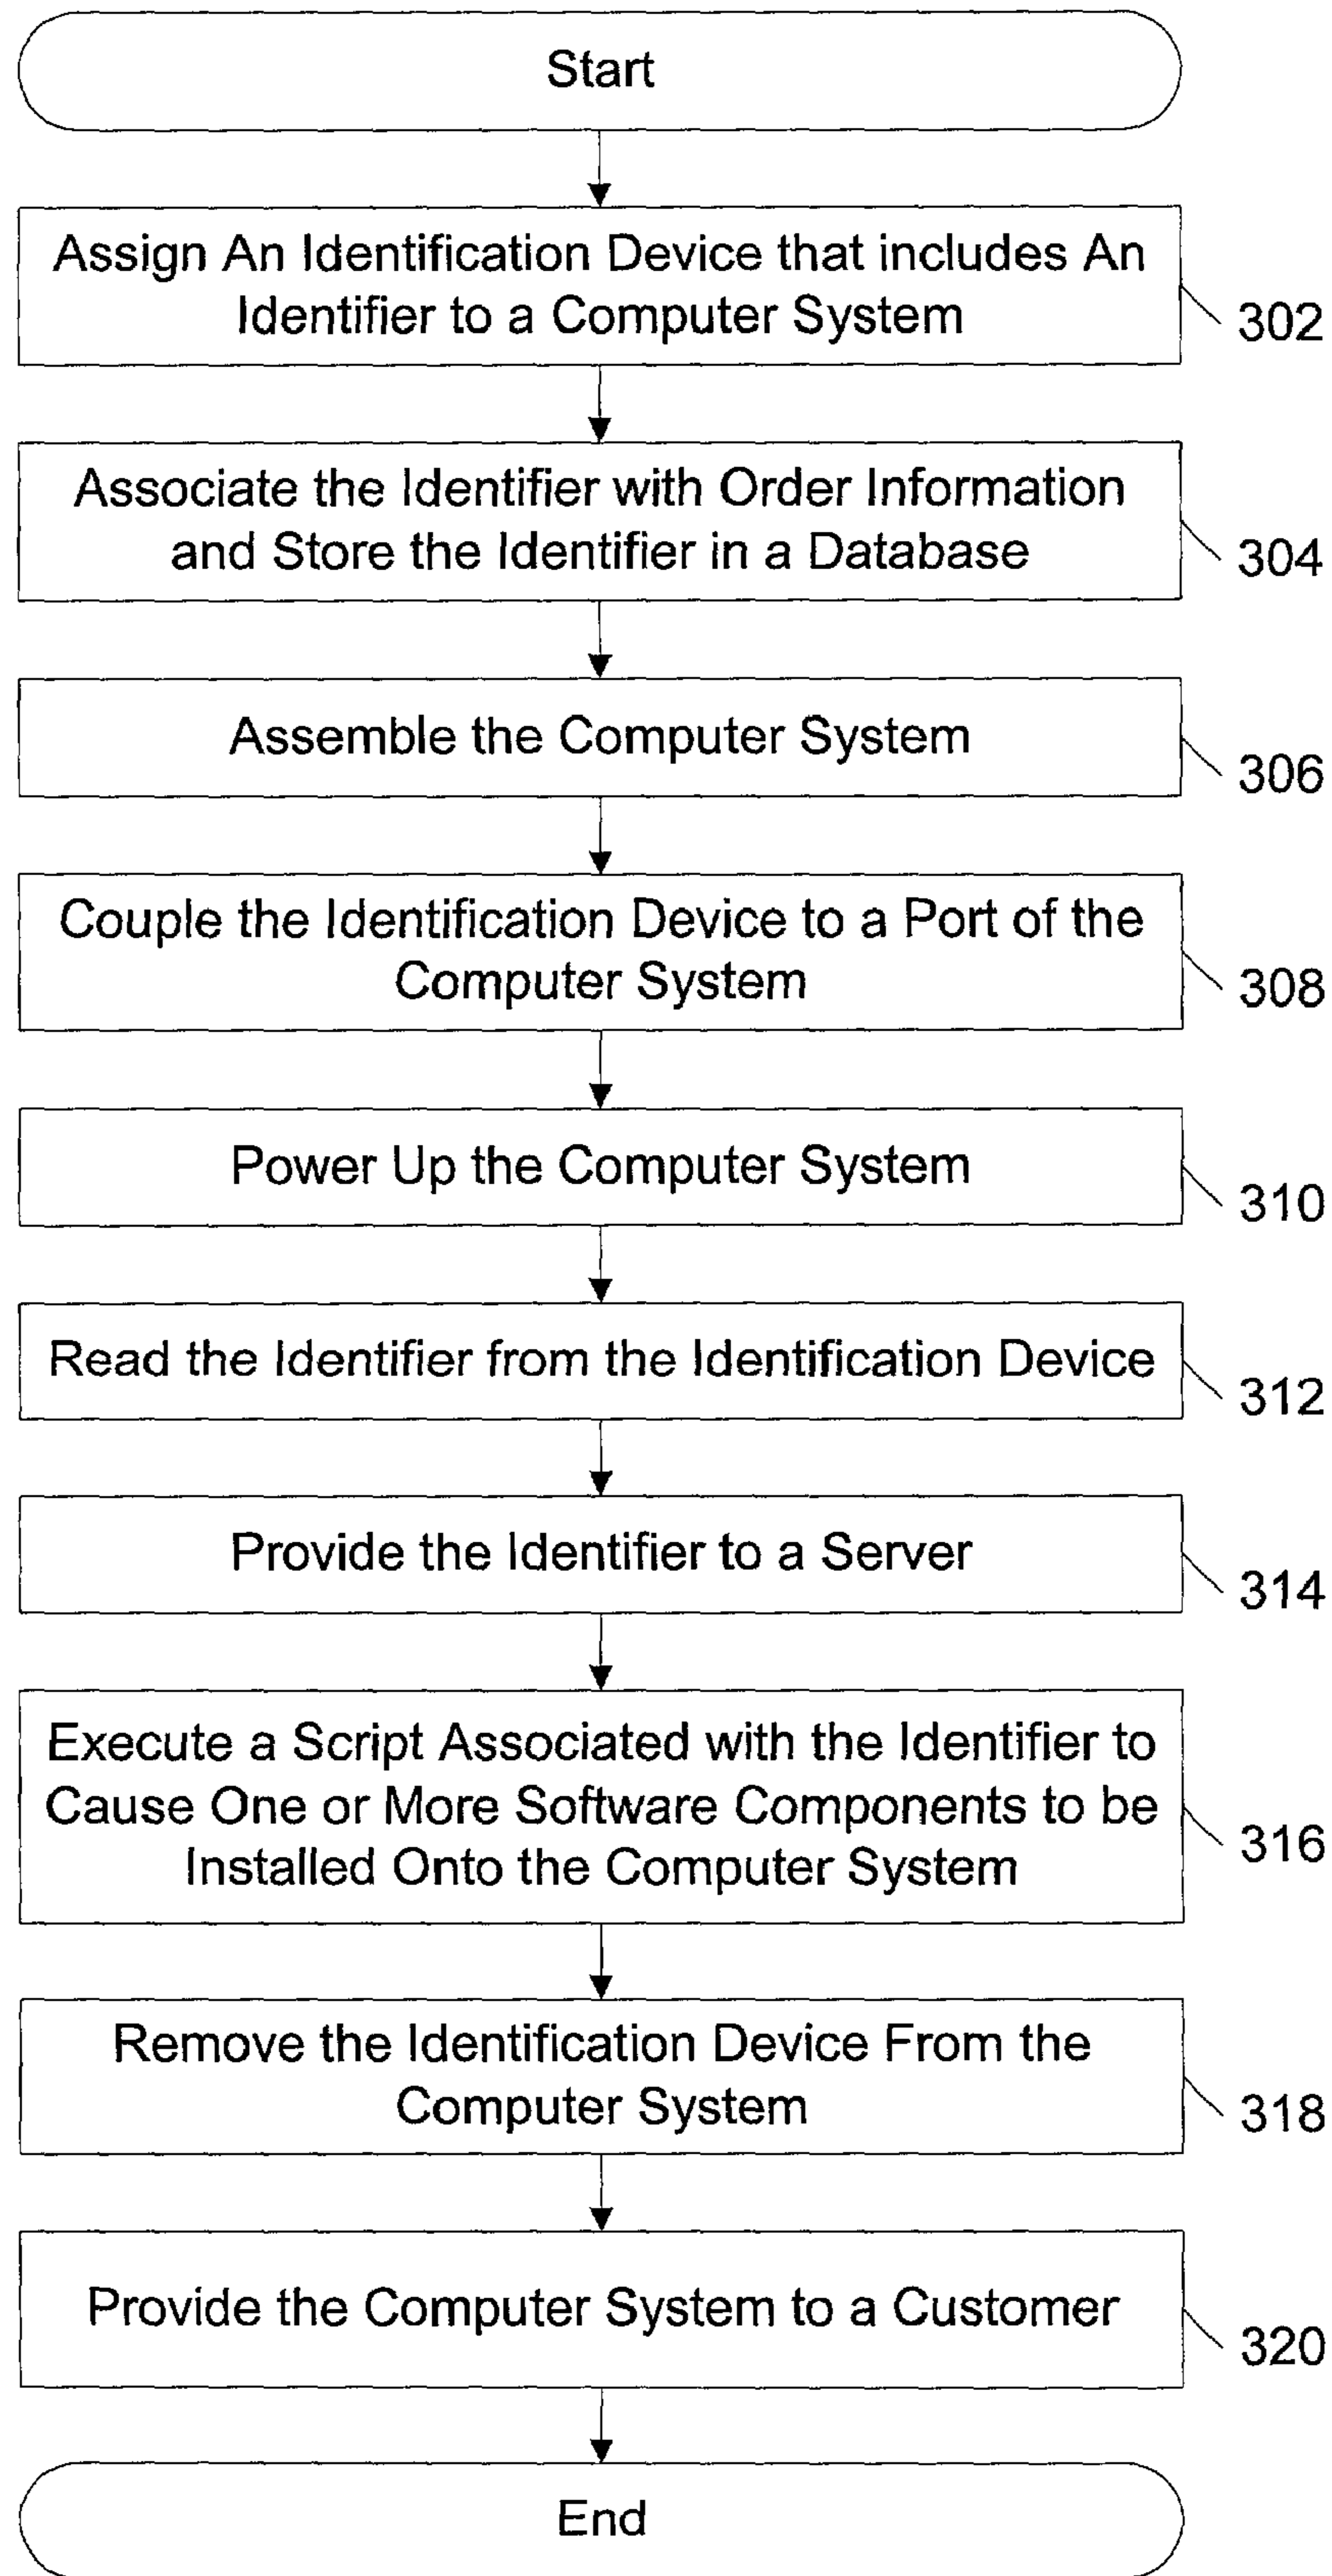 Start
Assign An Identification Device that includes An
Identifier to a Computer System
302
Associate the Identifier with Order Information
and Store the Identifier in a Database
304
Assemble the Computer System
306
Couple the Identification Device to a Port of the
Computer System
308
Power Up the Computer System
310
Read the Identifier from the Identification Device
312
Provide the Identifier to a Server
314
Execute a Script Associated with the Identifier to
Cause One or More Software Components to be
Installed Onto the Computer System
316
Remove the Identification Device From the
Computer System
318
Provide the Computer System to a Customer
320
End